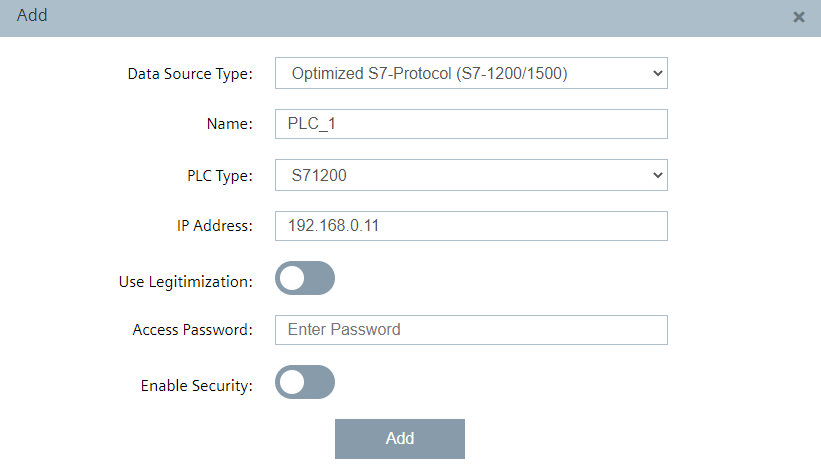 Add
Data Source Type: Optimized S7-Protocol (S7-1200/1500)
Name: PLC_1
PLC Type: S71200
IP Address: 192.168.0.11
Use Legitimization:
Access Password: Enter Password
Enable Security:
Add